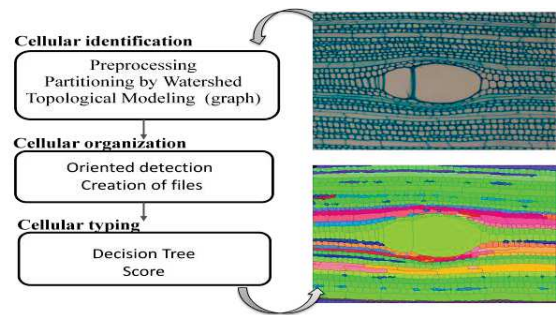 Cellular identification
Preprocessing
Partitioning by Watershed
Topological Modeling (graph)
Cellular organization
Oriented detection
Creation of files
Cellular typing
Decision Tree
Score